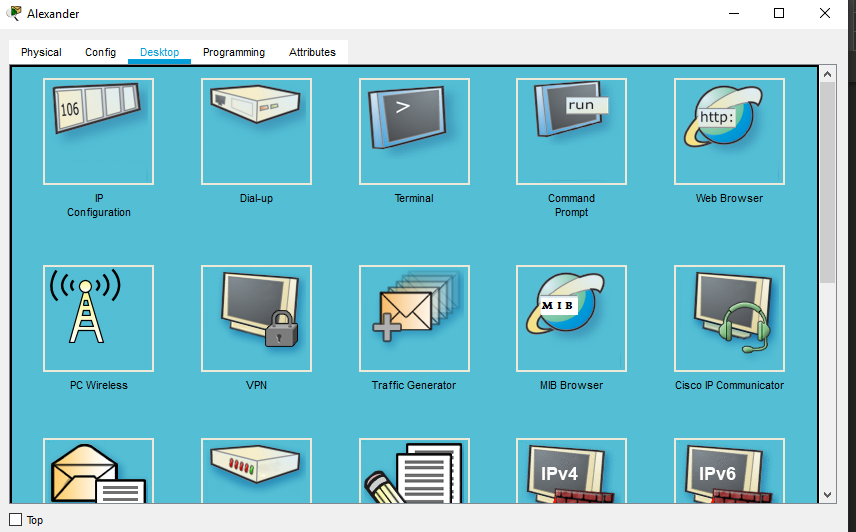 Alexander
Physical Config Desktop Programming Attributes
106
>
run
http:
IP
Configuration
Dial-up
Terminal
Command
Prompt
Web Browser
MIB
PC Wireless
VPN
Traffic Generator
MIB Browser
Cisco IP Communicator
IPv4
IPv6
Top